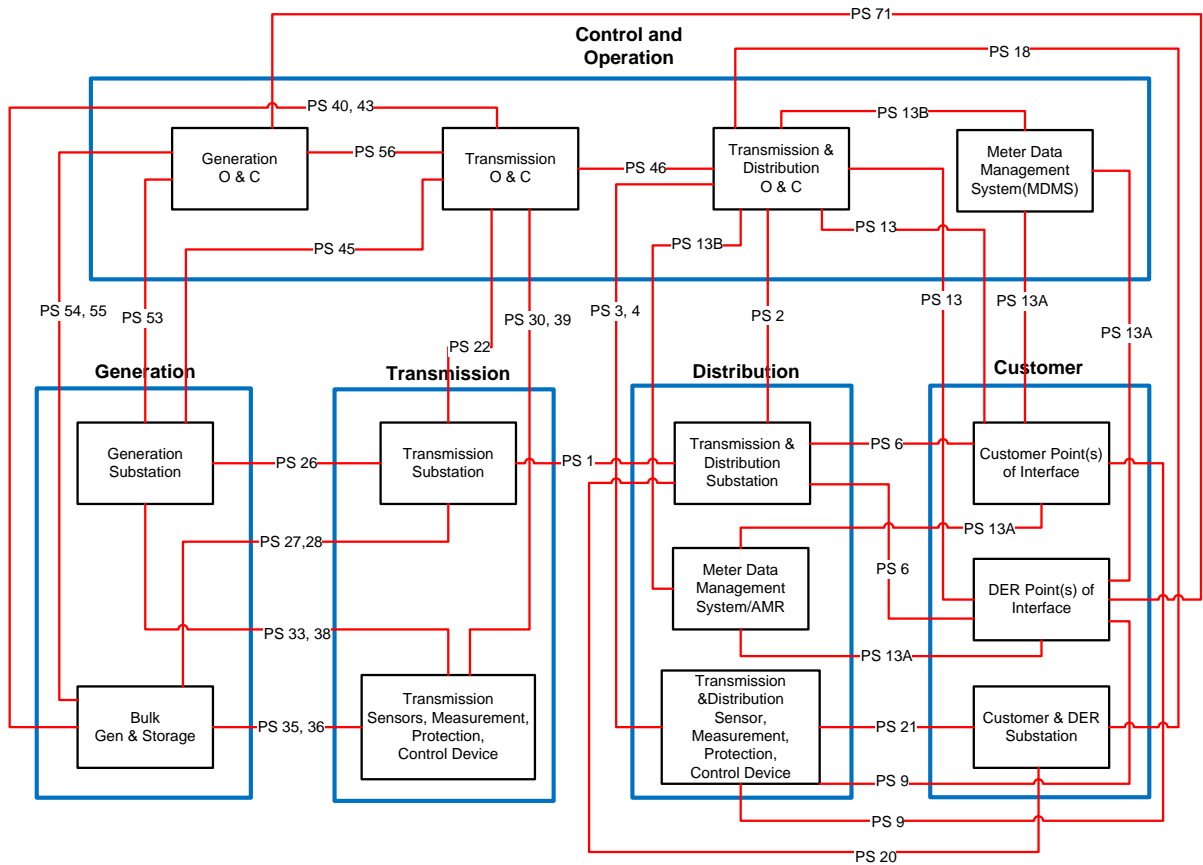 PS 71
Control and
Operation
PS 18
PS 40, 43
PS 13B
Generation
O & C
PS 56
Transmission
O & C
PS 46
Transmission &
Distribution
O & C
Meter Data
Management
System(MDMS)
PS 13
PS 45
PS 13B
PS 54, 55
PS 53
PS 30, 39
PS 3, 4
PS 2
PS 13
PS 13A
PS 13A
PS 22
Generation
Transmission
Distribution
Customer
Generation
Substation
PS 26
Transmission
Substation
PS 1
Transmission &
Distribution
Substation
PS 6
Customer Point(s)
of Interface
PS 13A
PS 27,28
PS 6
Meter Data
Management
System/AMR
DER Point(s) of
Interface
PS 33, 38
PS 13A
Bulk
Gen & Storage
PS 35, 36
Transmission
Sensors, Measurement,
Protection,
Control Device
Transmission
&Distribution
Sensor,
Measurement,
Protection,
Control Device
PS 21
Customer & DER
Substation
PS 9
PS 9
PS 20